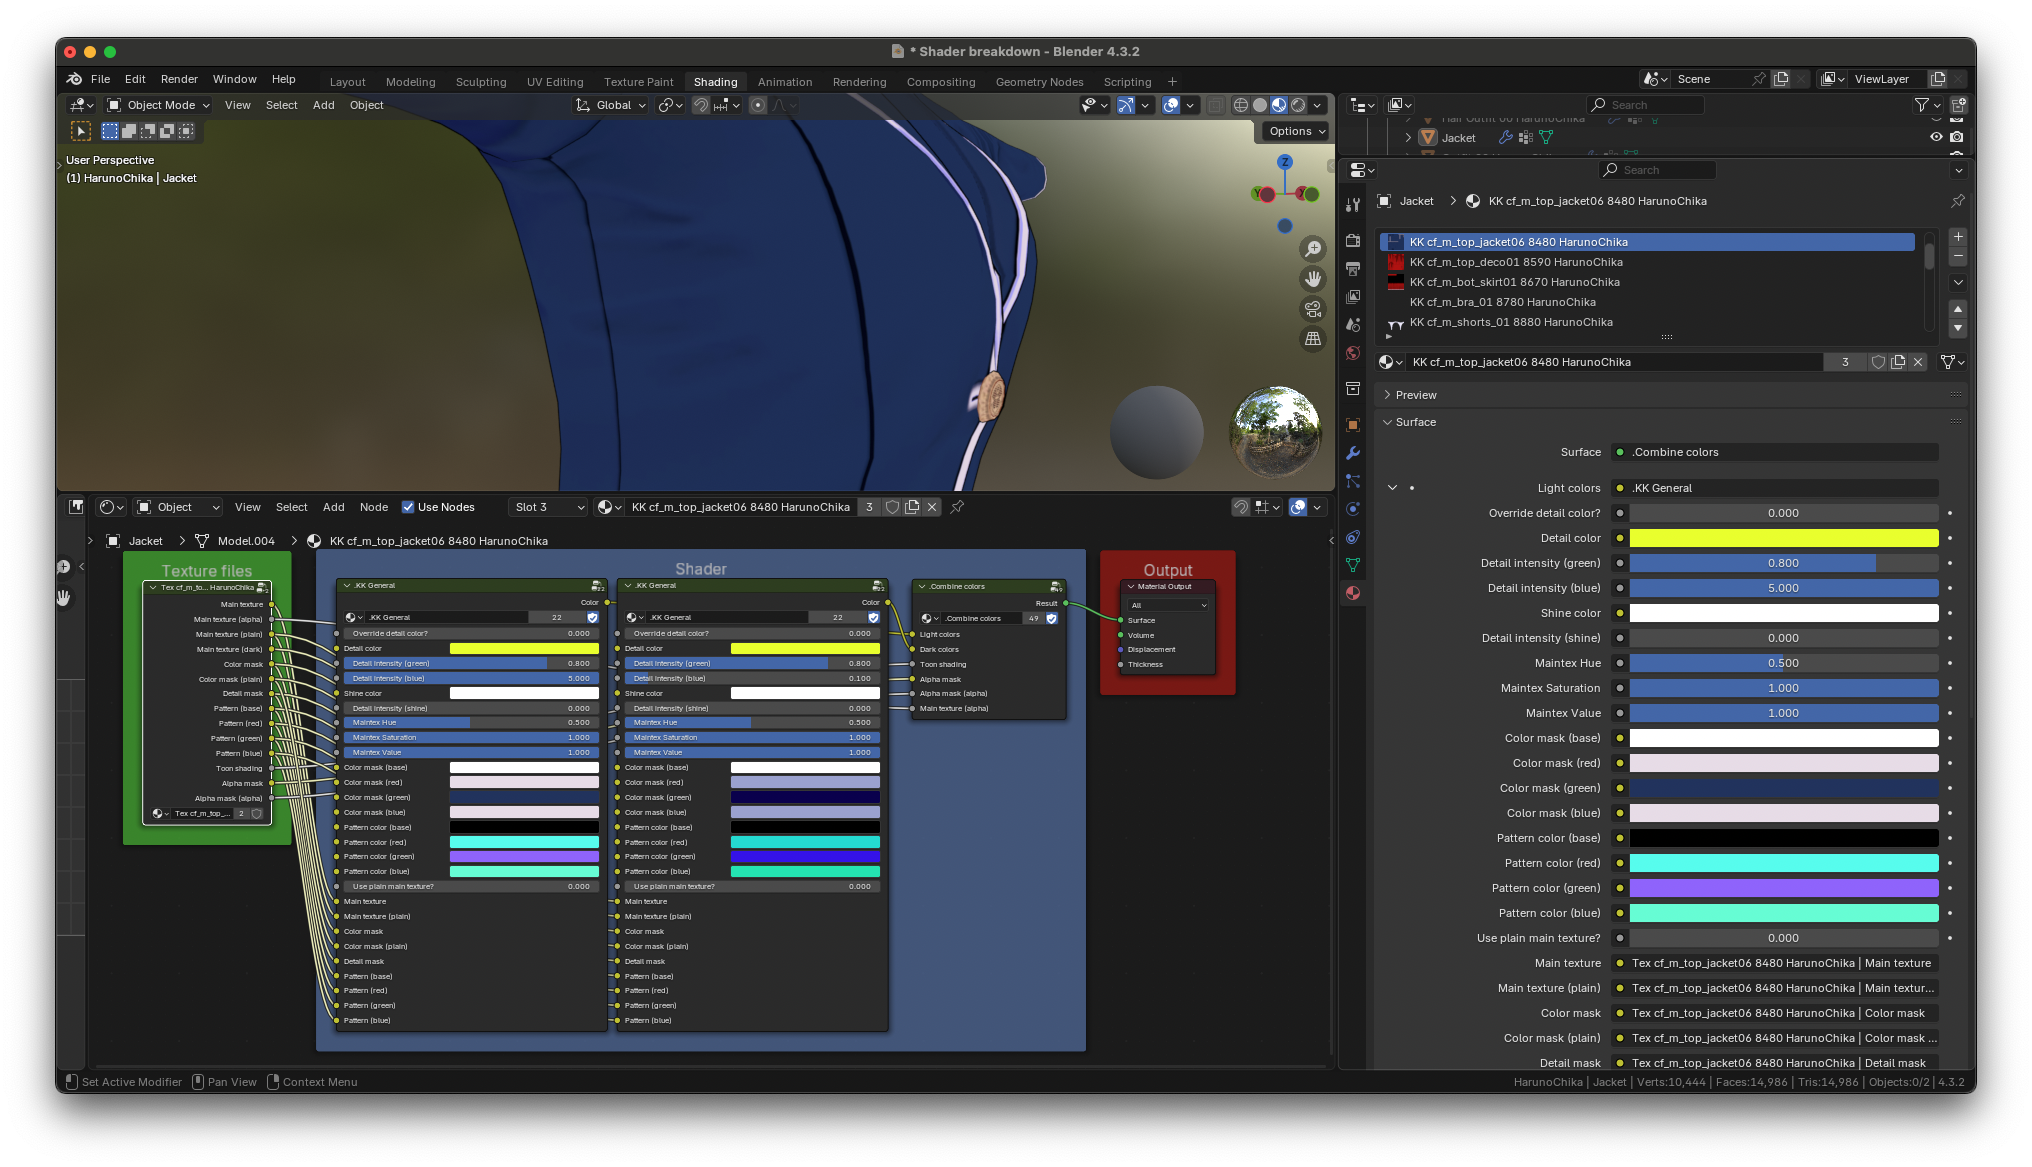 * Shader breakdown - Blender 4.3.2
File Edit Render Window Help Layout Modeling Sculpting UV Editing Texture Paint Shading Animation Rendering Compositing Geometry Nodes Scripting + Scene ViewLayer
Object Mode View Select Add Object Global Search
Options
Jacket
User Perspective
(1) HarunoChika | Jacket
Z
Y
X
Search
Jacket > KK cf_m_top_jacket06 8480 HarunoChika
KK cf_m_top_jacket06 8480 HarunoChika
KK cf_m_top_deco01 8590 HarunoChika
KK cf_m_bot_skirt01 8670 HarunoChika
KK cf_m_bra_01 8780 HarunoChika
KK cf_m_shorts_01 8880 HarunoChika
KK cf_m_top_jacket06 8480 HarunoChika 3
Preview
Surface
Surface .Combine colors
Light colors .KK General
Override detail color? 0.000
Detail color
Detail intensity (green) 0.800
Detail intensity (blue) 5.000
Shine color
Detail intensity (shine) 0.000
Maintex Hue 0.500
Maintex Saturation 1.000
Maintex Value 1.000
Color mask (base)
Color mask (red)
Color mask (green)
Color mask (blue)
Pattern color (base)
Pattern color (red)
Pattern color (green)
Pattern color (blue)
Use plain main texture? 0.000
Main texture Tex cf_m_top_jacket06 8480 HarunoChika | Main texture
Main texture (plain) Tex cf_m_top_jacket06 8480 HarunoChika | Main textur...
Color mask Tex cf_m_top_jacket06 8480 HarunoChika | Color mask
Color mask (plain) Tex cf_m_top_jacket06 8480 HarunoChika | Color mask ...
Detail mask Tex cf_m_top_jacket06 8480 HarunoChika | Detail mask
Object View Select Add Node Use Nodes Slot 3 KK cf_m_top_jacket06 8480 HarunoChika 3
Jacket > Model.004 > KK cf_m_top_jacket06 8480 HarunoChika
Texture files
Tex cf_m_to... HarunoChika
Main texture
Main texture (alpha)
Main texture (plain)
Main texture (dark)
Color mask
Color mask (plain)
Detail mask
Pattern (base)
Pattern (red)
Pattern (green)
Pattern (blue)
Toon shading
Alpha mask
Alpha mask (alpha)
Tex cf_m_top_... 2
Shader
.KK General
Color
.KK General 22
Override detail color? 0.000
Detail color
Detail intensity (green) 0.800
Detail intensity (blue) 5.000
Shine color
Detail intensity (shine) 0.000
Maintex Hue 0.500
Maintex Saturation 1.000
Maintex Value 1.000
Color mask (base)
Color mask (red)
Color mask (green)
Color mask (blue)
Pattern color (base)
Pattern color (red)
Pattern color (green)
Pattern color (blue)
Use plain main texture? 0.000
Main texture
Main texture (plain)
Color mask
Color mask (plain)
Detail mask
Pattern (base)
Pattern (red)
Pattern (green)
Pattern (blue)
.KK General
Color
.KK General 22
Override detail color? 0.000
Detail color
Detail intensity (green) 0.800
Detail intensity (blue) 0.100
Shine color
Detail intensity (shine) 0.000
Maintex Hue 0.500
Maintex Saturation 1.000
Maintex Value 1.000
Color mask (base)
Color mask (red)
Color mask (green)
Color mask (blue)
Pattern color (base)
Pattern color (red)
Pattern color (green)
Pattern color (blue)
Use plain main texture? 0.000
Main texture
Main texture (plain)
Color mask
Color mask (plain)
Detail mask
Pattern (base)
Pattern (red)
Pattern (green)
Pattern (blue)
.Combine colors
Result
.Combine colors 49
Light colors
Dark colors
Toon shading
Alpha mask
Alpha mask (alpha)
Main texture (alpha)
Output
Material Output
All
Surface
Volume
Displacement
Thickness
Set Active Modifier Pan View Context Menu HarunoChika | Jacket | Verts:10,444 | Faces:14,986 | Tris:14,986 | Objects:0/2 | 4.3.2